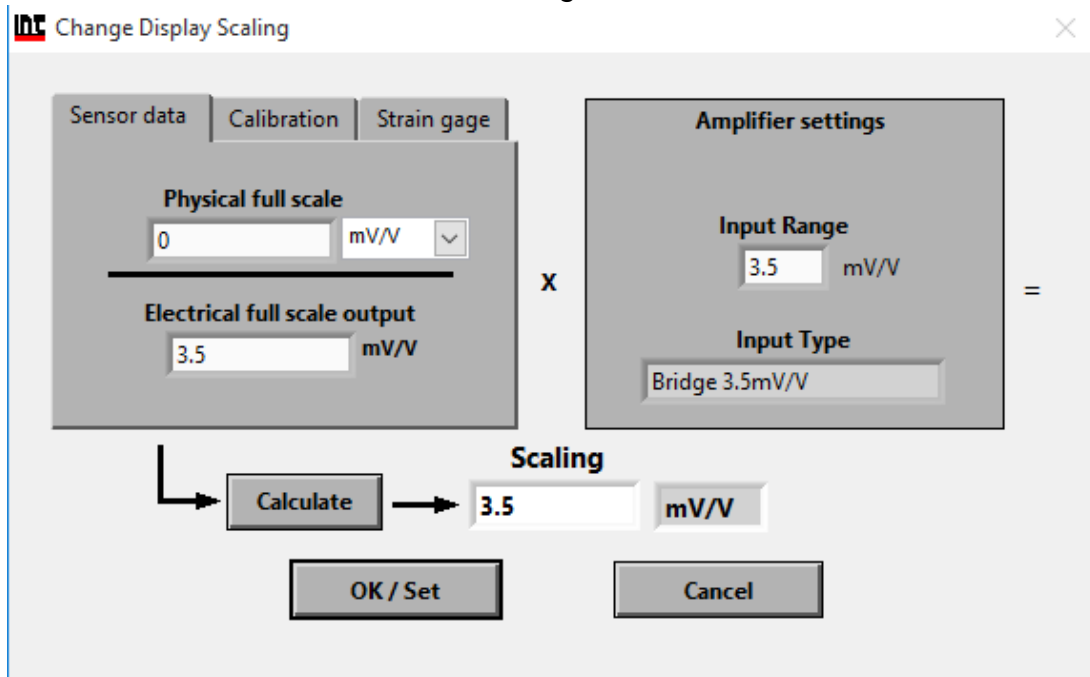 Change Display Scaling
Sensor data Calibration Strain gage
Physical full scale
0 mV/V
Electrical full scale output
3.5 mV/V
x
Amplifier settings
Input Range
3.5 mV/V
Input Type
Bridge 3.5mV/V
=
Scaling
Calculate 3.5 mV/V
OK / Set Cancel